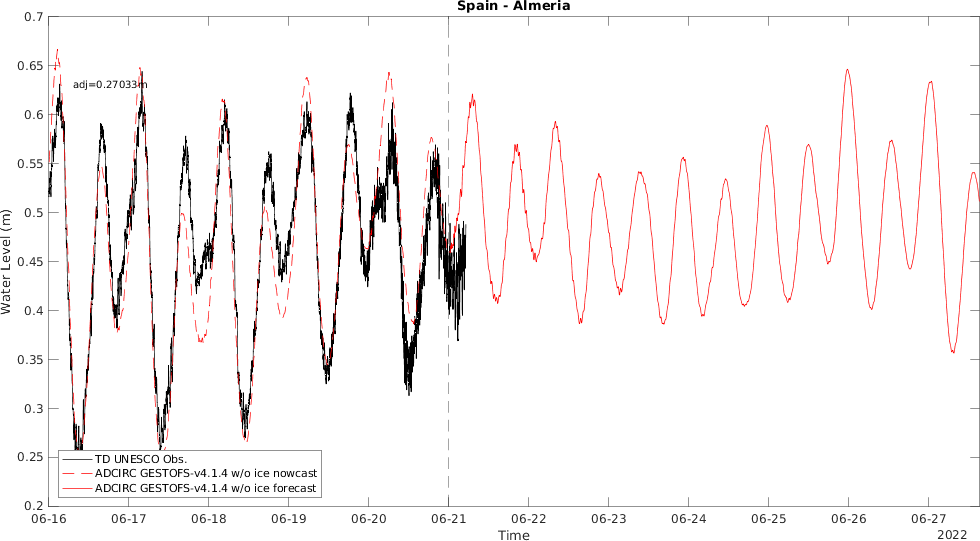 Spain - Almeria
0.7
0.65
adj=0.27033m
0.6
0.55
0.5
0.45
0.4
0.35
0.3
0.25
0.2
Water Level (m)
TD UNESCO Obs.
ADCIRC GESTOFS-v4.1.4 w/o ice nowcast
ADCIRC GESTOFS-v4.1.4 w/o ice forecast
06-16 06-17 06-18 06-19 06-20 06-21 06-22 06-23 06-24 06-25 06-26 06-27
Time
2022